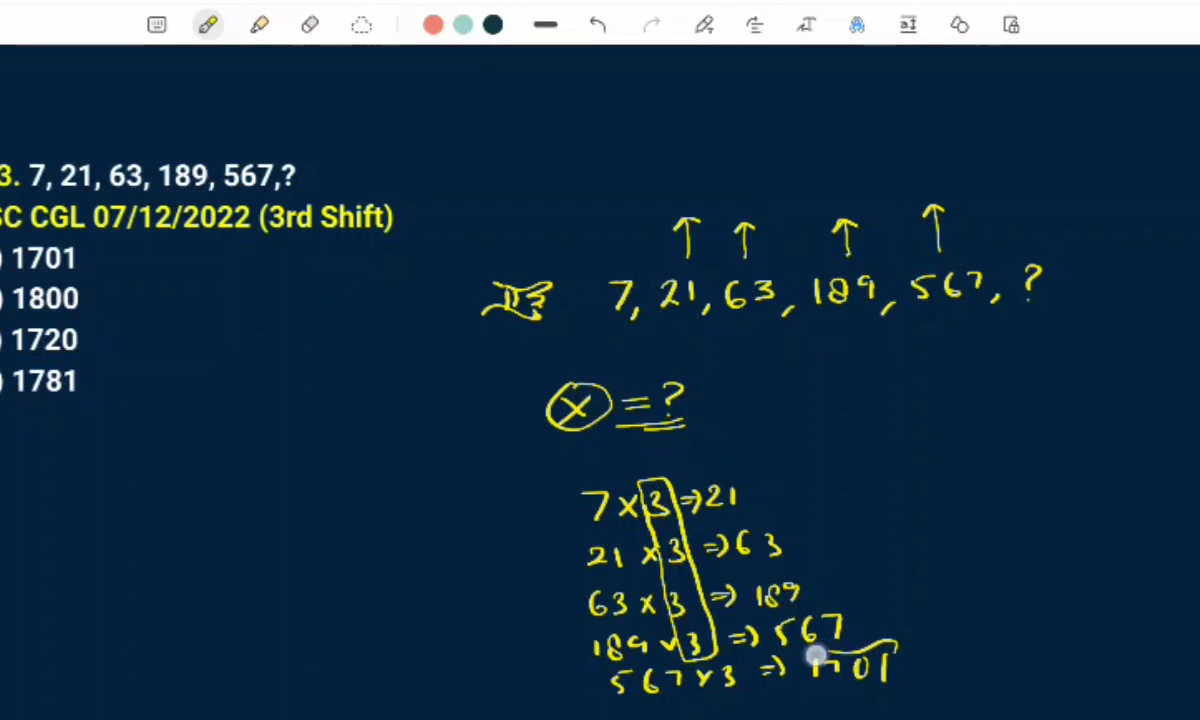 3. 7, 21, 63, 189, 567,?
SC CGL 07/12/2022 (3rd Shift)
) 1701
) 1800
) 1720
) 1781
7, 21, 63, 189, 567, ?
x = ?
7 x 3 => 21
21 x 3 => 63
63 x 3 => 189
189 x 3 => 567
567 x 3 => 1701